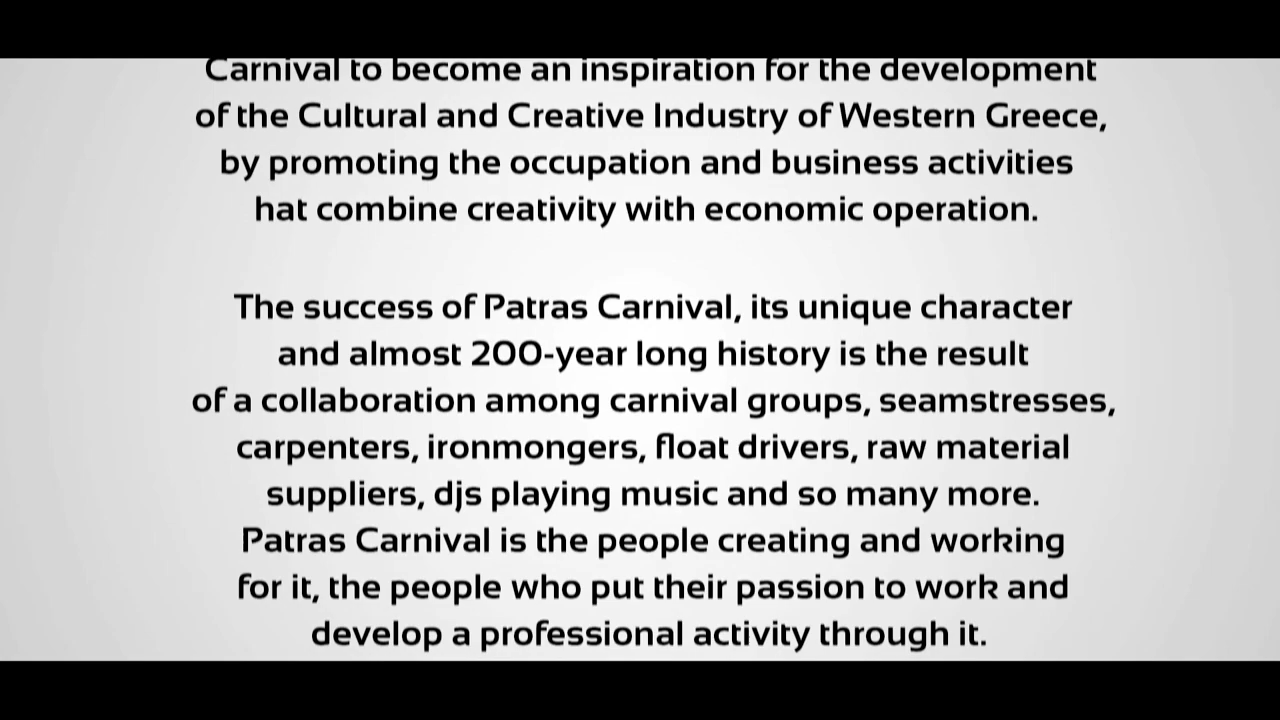 Carnival to become an inspiration for the development
of the Cultural and Creative Industry of Western Greece,
by promoting the occupation and business activities
hat combine creativity with economic operation.
The success of Patras Carnival, its unique character
and almost 200-year long history is the result
of a collaboration among carnival groups, seamstresses,
carpenters, ironmongers, float drivers, raw material
suppliers, djs playing music and so many more.
Patras Carnival is the people creating and working
for it, the people who put their passion to work and
develop a professional activity through it.